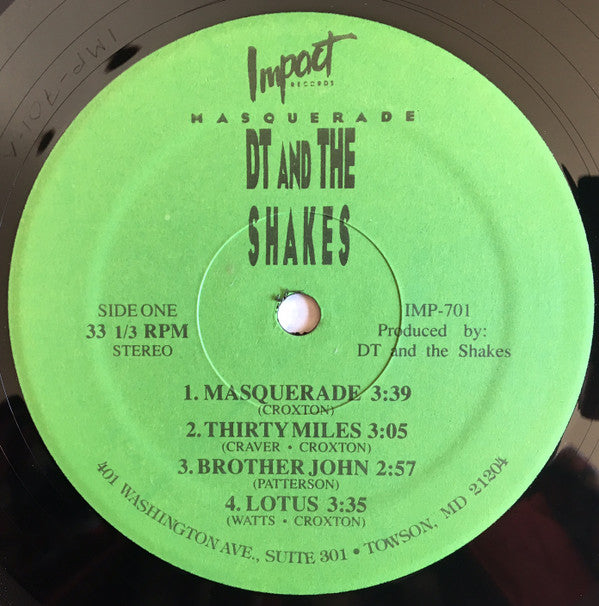 IMP-701-A
Impact
RECORDS
MASQUERADE
DT AND THE
SHAKES
SIDE ONE
33 1/3 RPM
STEREO
IMP-701
Produced by:
DT and the Shakes
1. MASQUERADE 3:39
(CROXTON)
2. THIRTY MILES 3:05
(CRAVER • CROXTON)
3. BROTHER JOHN 2:57
(PATTERSON)
4. LOTUS 3:35
(WATTS • CROXTON)
401 WASHINGTON AVE., SUITE 301 • TOWSON, MD 21204